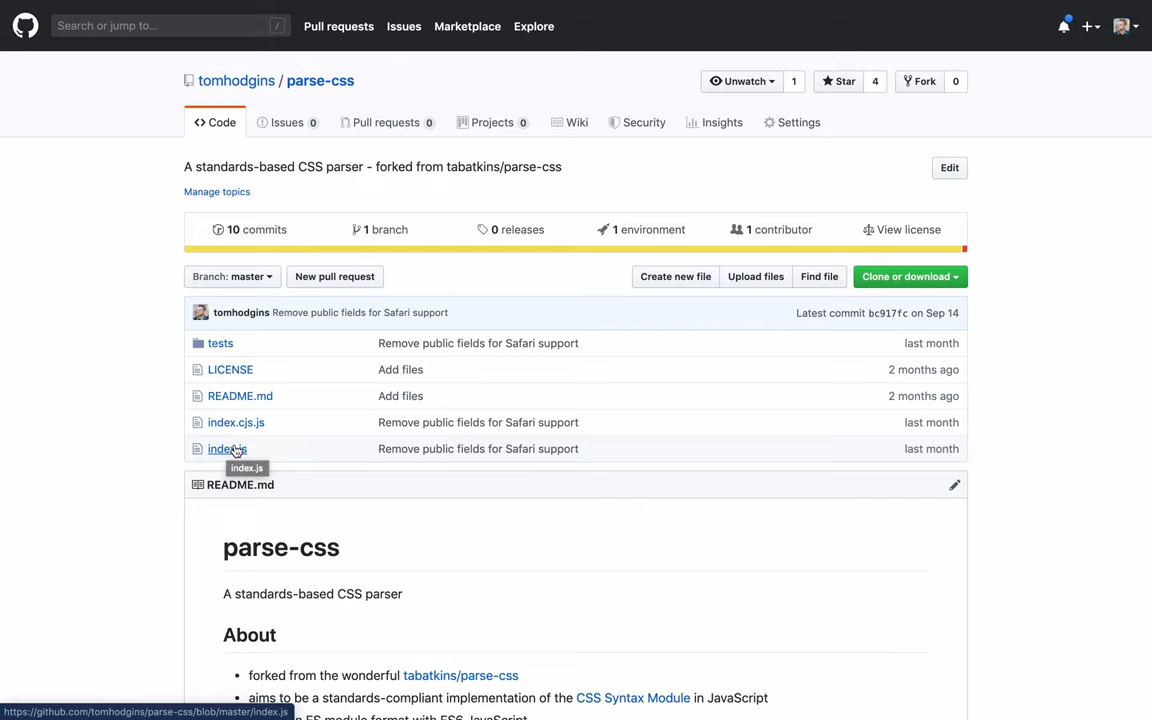 Search or jump to... / Pull requests Issues Marketplace Explore
tomhodgins / parse-css Unwatch 1 Star 4 Fork 0
Code Issues 0 Pull requests 0 Projects 0 Wiki Security Insights Settings
A standards-based CSS parser - forked from tabatkins/parse-css Edit
Manage topics
10 commits 1 branch 0 releases 1 environment 1 contributor View license
Branch: master New pull request Create new file Upload files Find file Clone or download
tomhodgins Remove public fields for Safari support Latest commit bc917fc on Sep 14
tests Remove public fields for Safari support last month
LICENSE Add files 2 months ago
README.md Add files 2 months ago
index.cjs.js Remove public fields for Safari support last month
index.js Remove public fields for Safari support last month
index.js
README.md
parse-css
A standards-based CSS parser
About
• forked from the wonderful tabatkins/parse-css
• aims to be a standards-compliant implementation of the CSS Syntax Module in JavaScript
n ES module format with ES6 JavaScript
https://github.com/tomhodgins/parse-css/blob/master/index.js